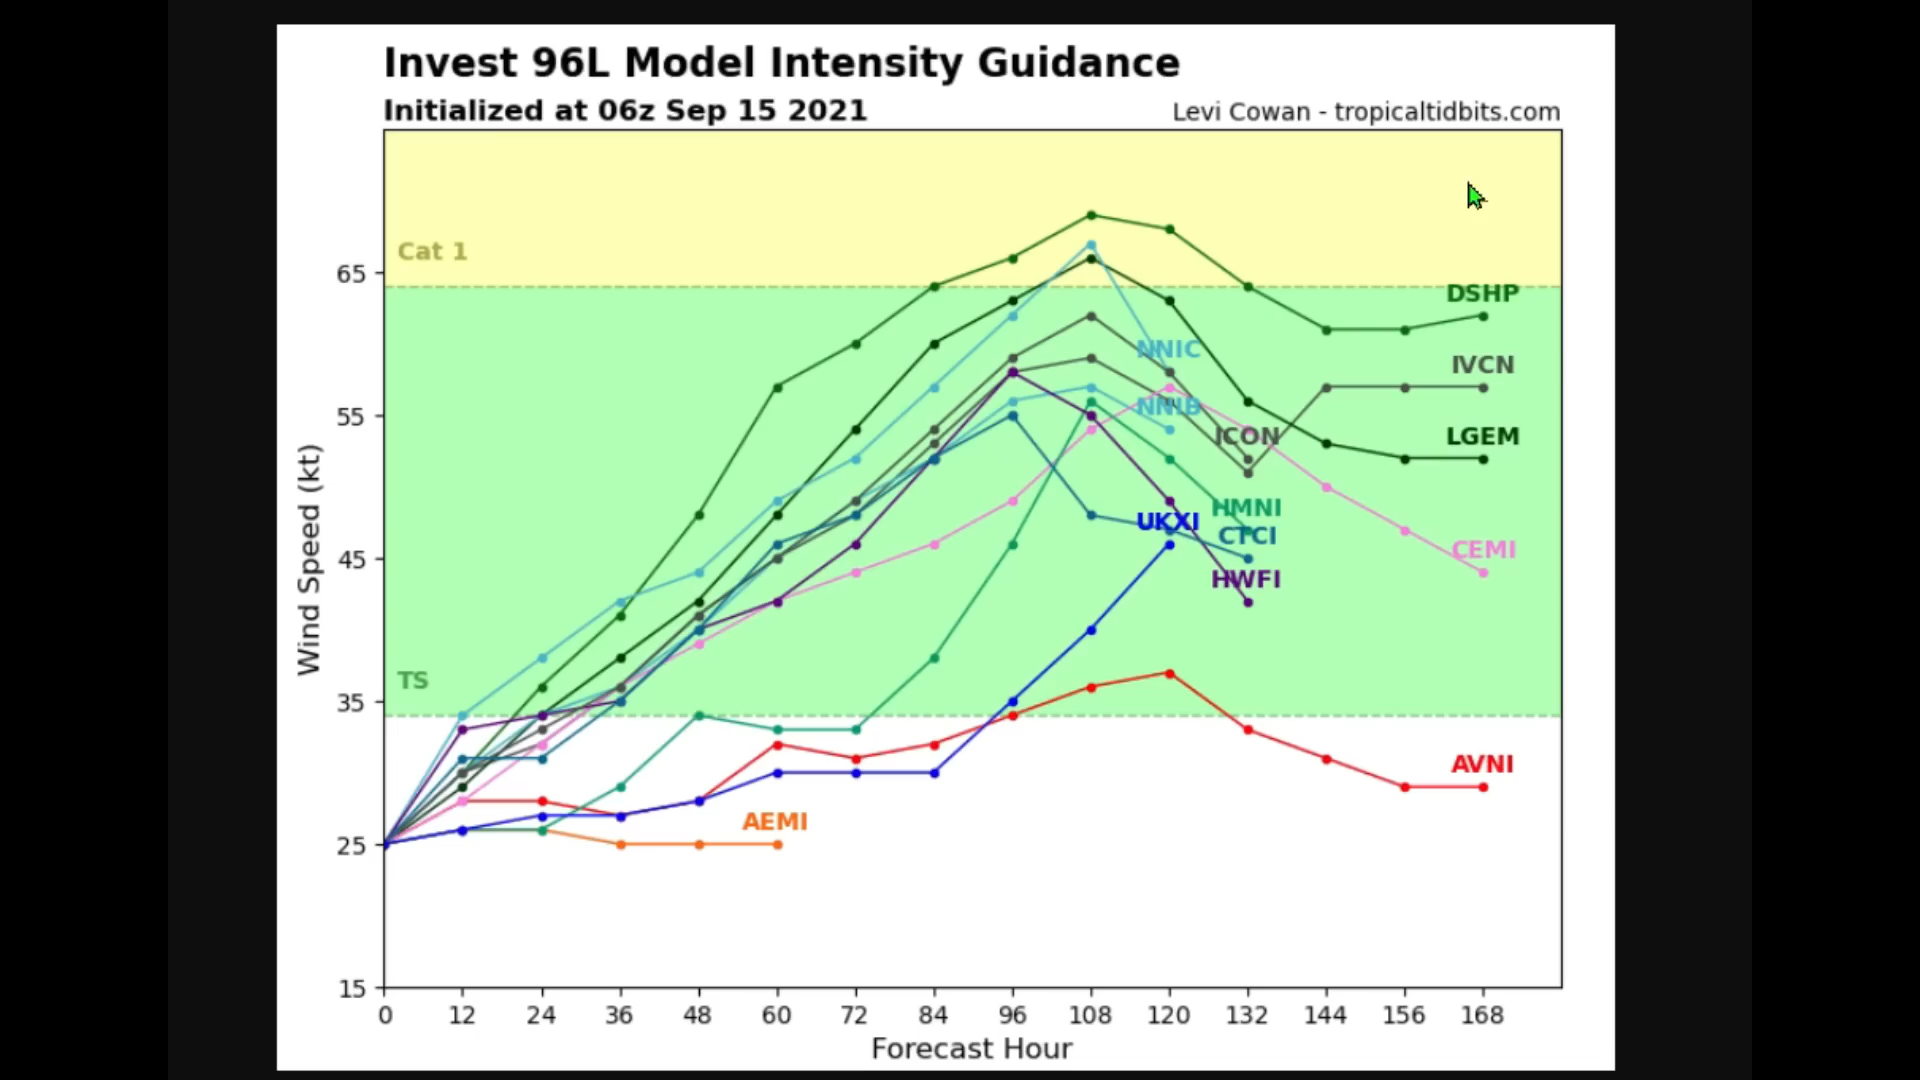 Invest 96L Model Intensity Guidance
Initialized at 06z Sep 15 2021
Levi Cowan - tropicaltidbits.com
Cat 1
65
DSHP
NNIC
IVCN
55
NNIB
ICON
LGEM
Wind Speed (kt)
HMNI
UKXI
CTCI
45
CEMI
HWFI
TS
35
AVNI
AEMI
25
15
0 12 24 36 48 60 72 84 96 108 120 132 144 156 168
Forecast Hour